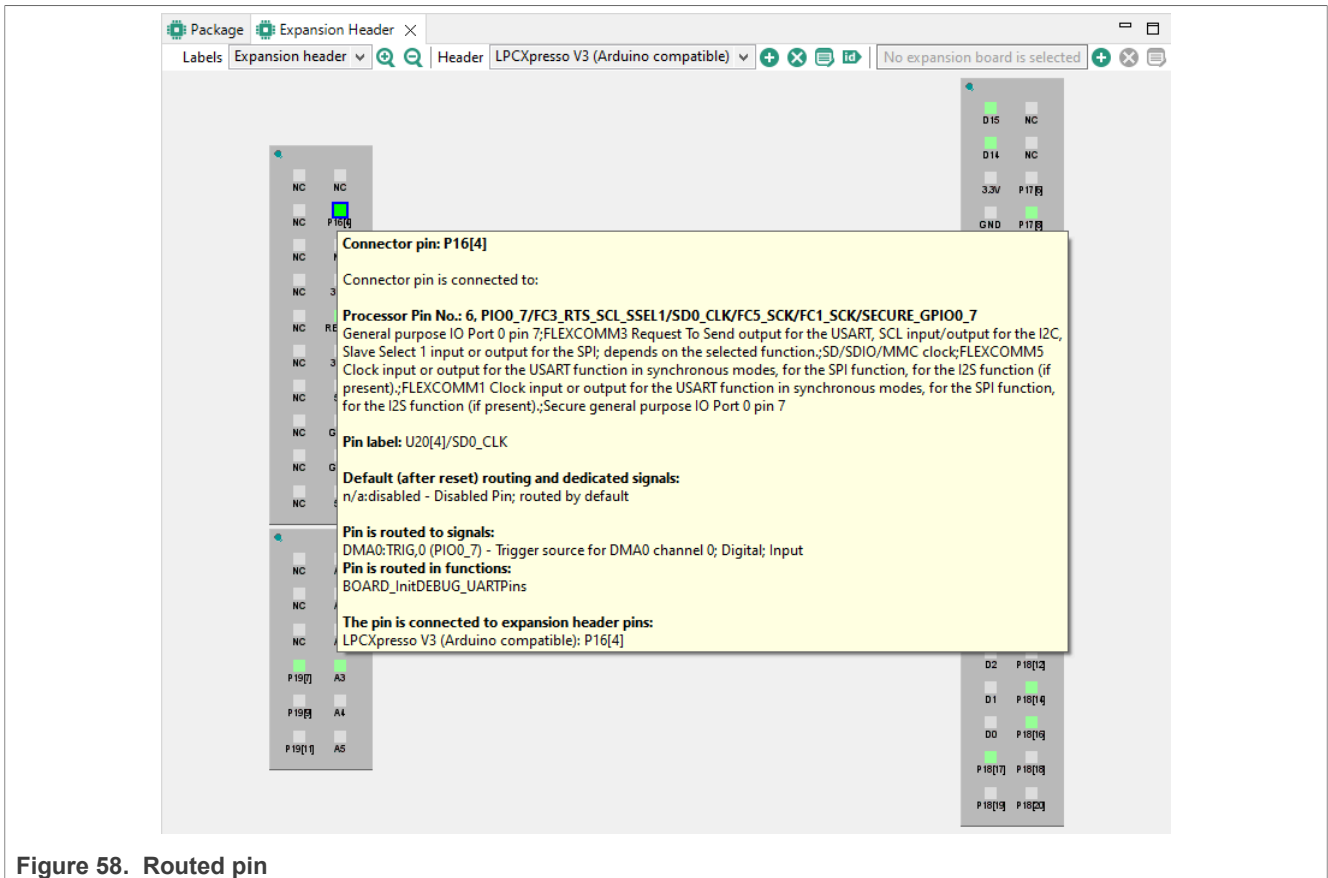 Package Expansion Header
Labels Expansion header Header LPCXpresso V3 (Arduino compatible) id No expansion board is selected
D15 NC
D14 NC
3.3V P17[5]
GND
NC NC
NC P16[4]
NC
NC 3
NC RE
NC 3
NC
NC G
NC G
NC
Connector pin: P16[4]
Connector pin is connected to:
Processor Pin No.: 6, PIO0_7/FC3_RTS_SCL_SSEL1/SD0_CLK/FC5_SCK/FC1_SCK/SECURE_GPIO0_7
General purpose IO Port 0 pin 7;FLEXCOMM3 Request To Send output for the USART, SCL input/output for the I2C,
Slave Select 1 input or output for the SPI; depends on the selected function.;SD/SDIO/MMC clock;FLEXCOMM5
Clock input or output for the USART function in synchronous modes, for the SPI function, for the I2S function (if
present).;FLEXCOMM1 Clock input or output for the USART function in synchronous modes, for the SPI function,
for the I2S function (if present).;Secure general purpose IO Port 0 pin 7
Pin label: U20[4]/SD0_CLK
Default (after reset) routing and dedicated signals:
n/a:disabled - Disabled Pin; routed by default
Pin is routed to signals:
DMA0:TRIG,0 (PIO0_7) - Trigger source for DMA0 channel 0; Digital; Input
Pin is routed in functions:
BOARD_InitDEBUG_UARTPins
The pin is connected to expansion header pins:
LPCXpresso V3 (Arduino compatible): P16[4]
NC
NC
NC
P19[7] A3
P19[9] A4
P19[11] A5
D2 P18[12]
D1 P18[14]
D0 P18[16]
P18[17] P18[18]
P18[19] P18[20]
Figure 58. Routed pin